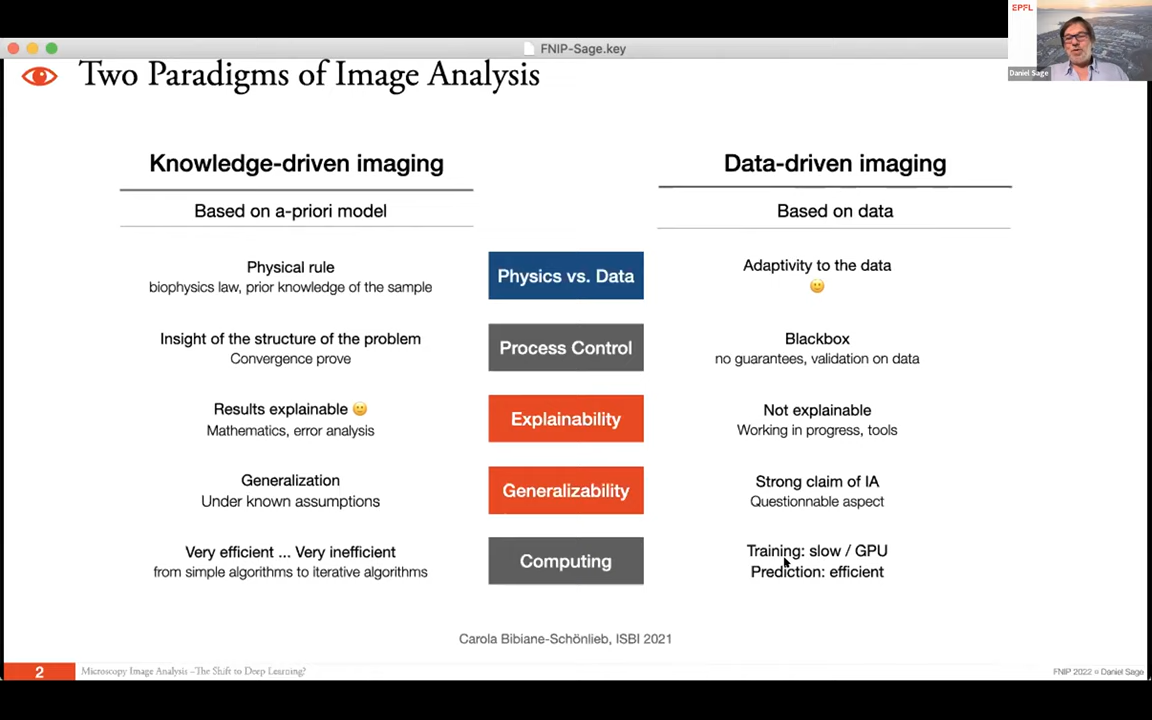 EPFL
Daniel Sage
FNIP-Sage.key
Two Paradigms of Image Analysis
Knowledge-driven imaging
Data-driven imaging
Based on a-priori model
Based on data
Physical rule
biophysics law, prior knowledge of the sample
Physics vs. Data
Adaptivity to the data
🙂
Insight of the structure of the problem
Convergence prove
Process Control
Blackbox
no guarantees, validation on data
Results explainable 🙂
Mathematics, error analysis
Explainability
Not explainable
Working in progress, tools
Generalization
Under known assumptions
Generalizability
Strong claim of IA
Questionnable aspect
Very efficient ... Very inefficient
from simple algorithms to iterative algorithms
Computing
Training: slow / GPU
Prediction: efficient
Carola Bibiane-Schönlieb, ISBI 2021
2
Microscopy Image Analysis –The Shift to Deep Learning?
FNIP 2022 ¤ Daniel Sage